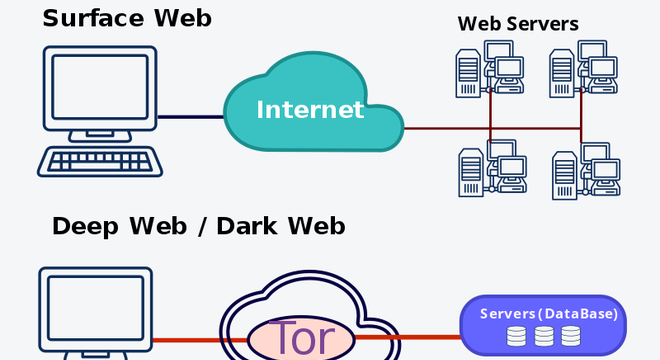 Surface Web
Web Servers
Internet
Deep Web / Dark Web
Servers(DataBase)
Tor